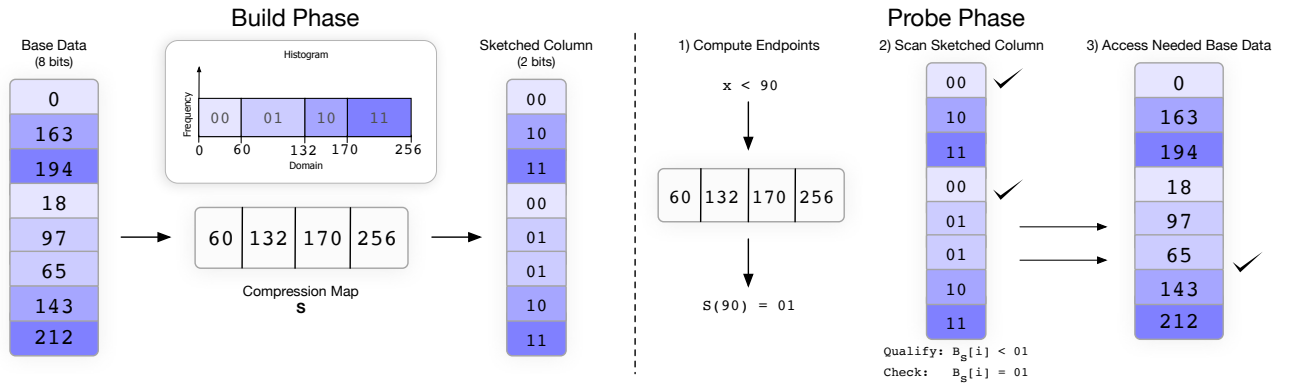 Build Phase
Base Data
(8 bits)
0
163
194
18
97
65
143
212
Histogram
Frequency
00 01 10 11
0 60 132 170 256
Domain
60 132 170 256
Compression Map
S
Sketched Column
(2 bits)
00
10
11
00
01
01
10
11
Probe Phase
1) Compute Endpoints
x < 90
60 132 170 256
S(90) = 01
2) Scan Sketched Column
00
10
11
00
01
01
10
11
Qualify: B_S[i] < 01
Check: B_S[i] = 01
3) Access Needed Base Data
0
163
194
18
97
65
143
212